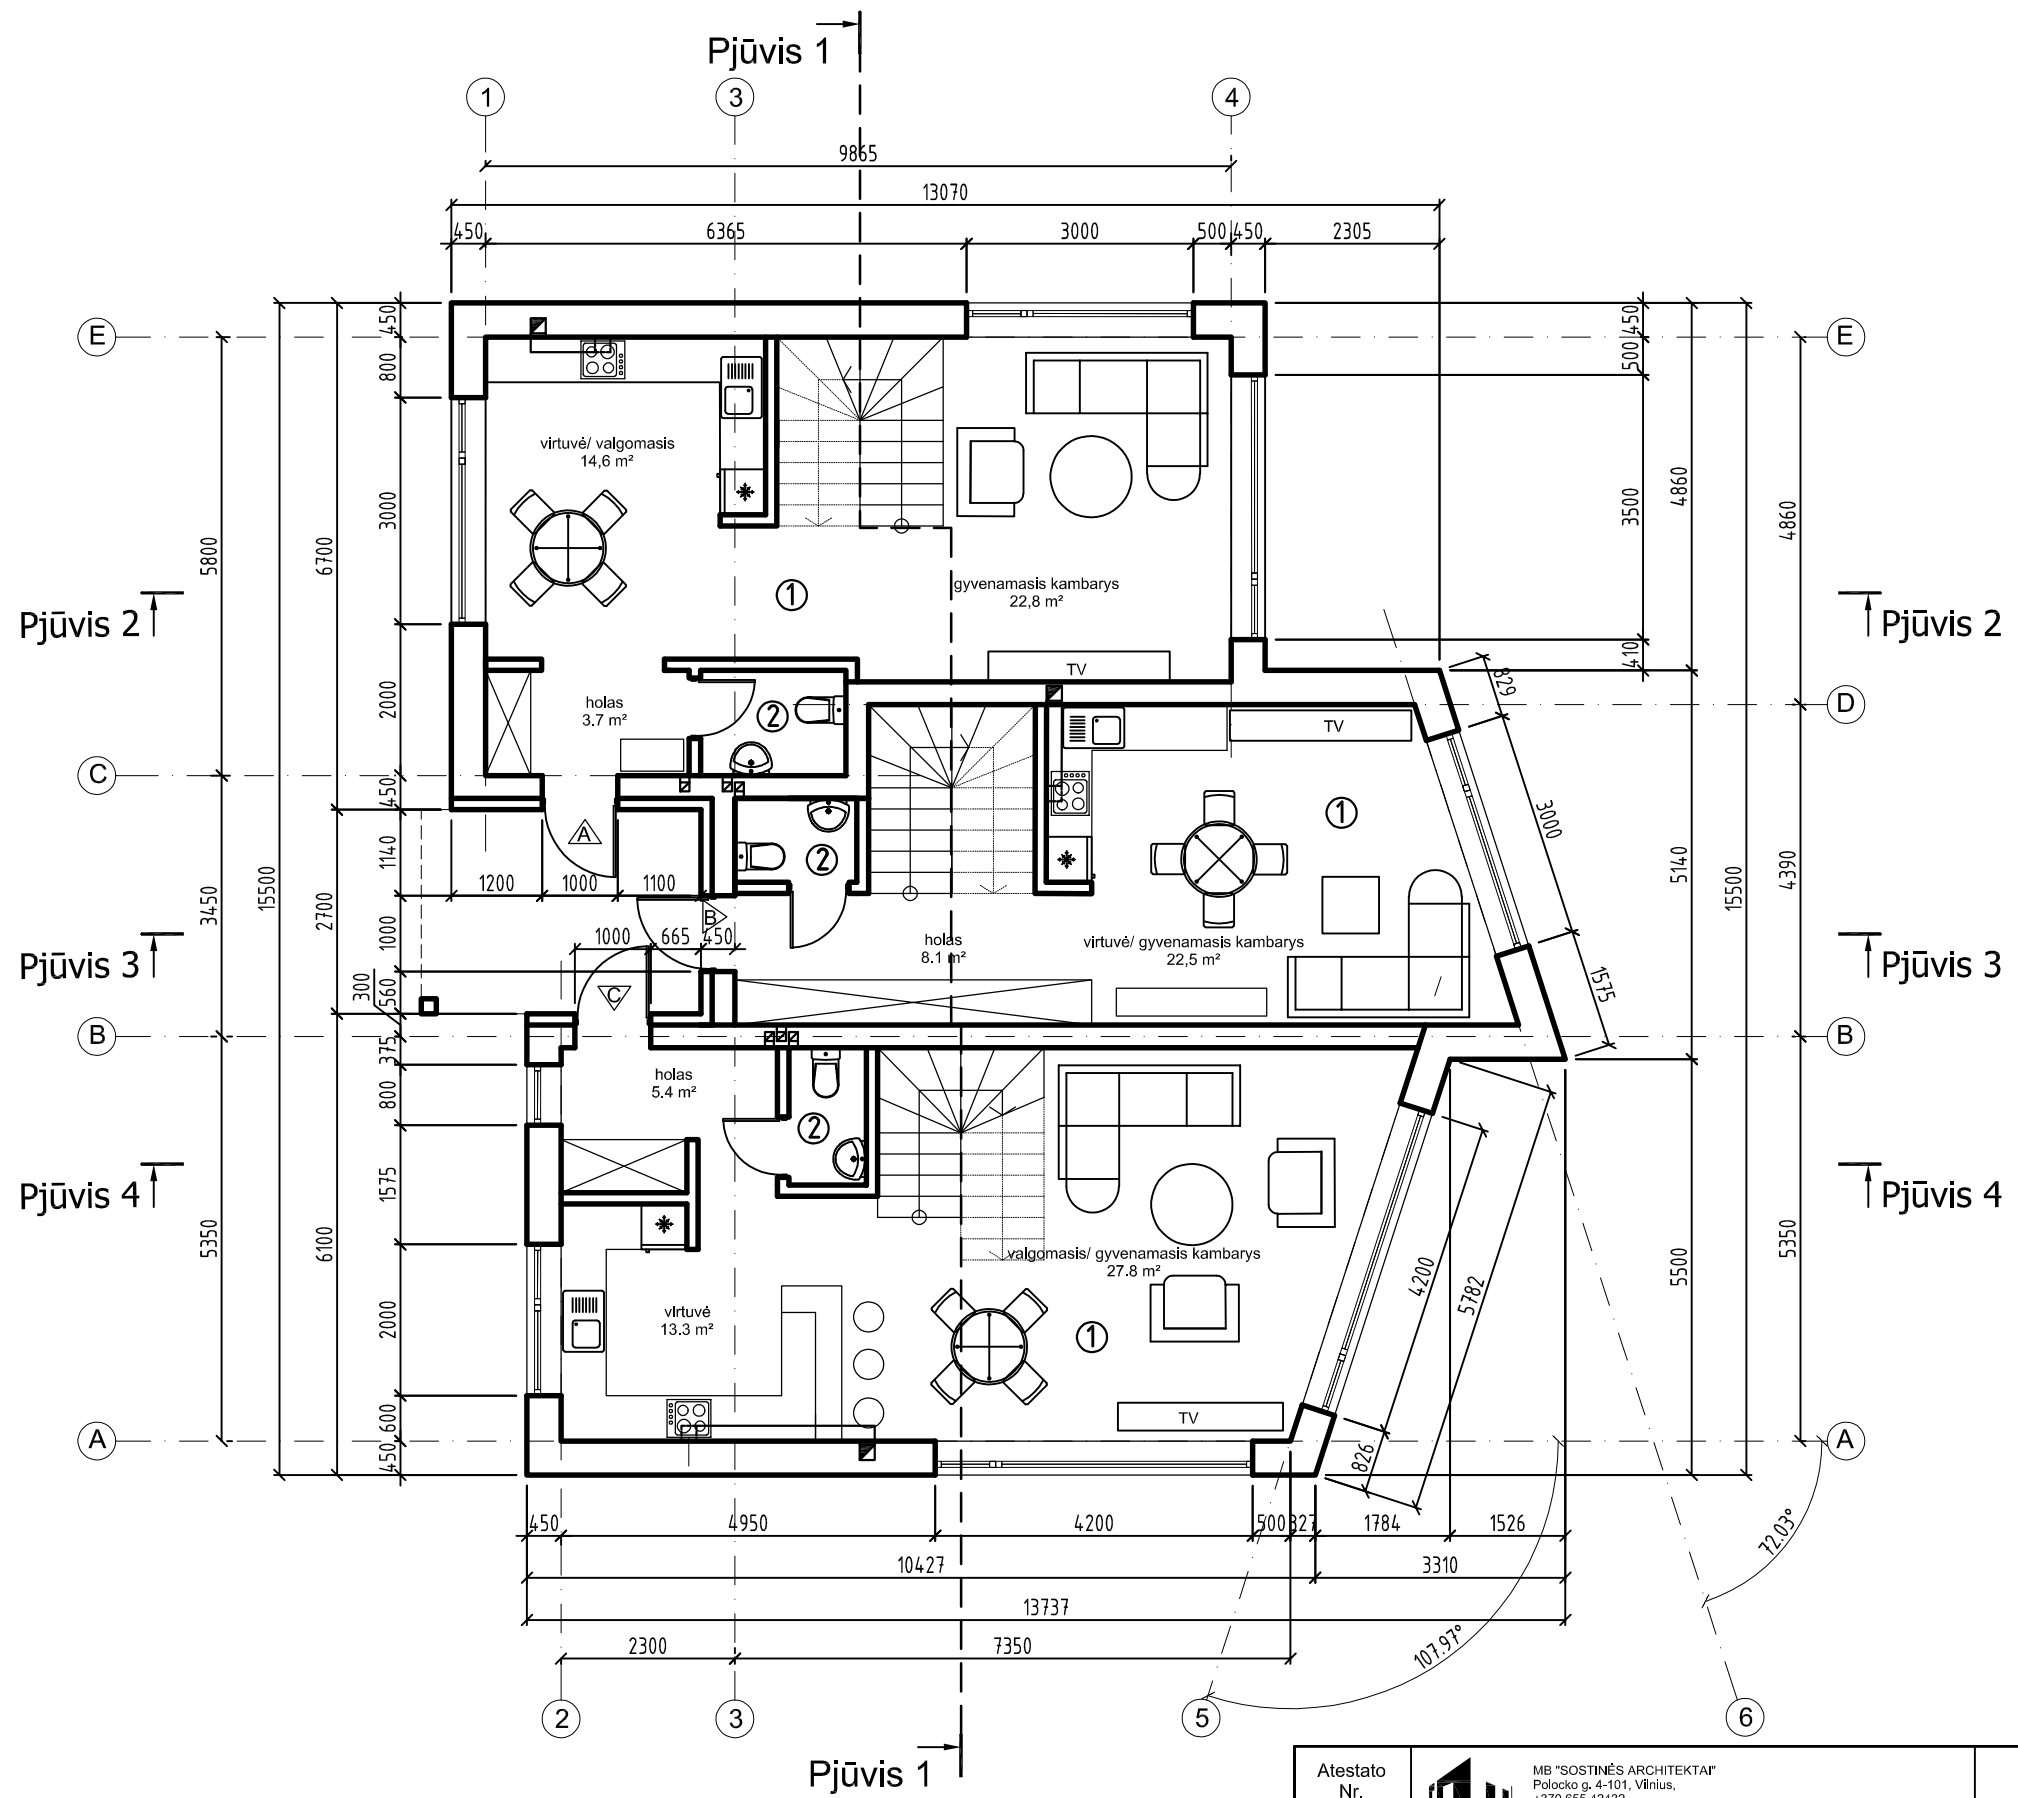 Pjūvis 1
1
3
4
9865
13070
450
6365
3000
500
450
2305
E
E
450
800
450
500
virtuvė/ valgomasis
14,6 m²
3000
3500
4860
4860
5800
6700
15500
Pjūvis 2
Pjūvis 2
1
gyvenamasis kambarys
22,8 m²
410
829
TV
2000
holas
3.7 m²
2
D
TV
C
450
A
1
3000
1140
2
5140
15500
4390
1200
1000
1100
3450
2700
B
1000
1000
665
450
holas
8.1 m²
virtuvė/ gyvenamasis kambarys
22,5 m²
Pjūvis 3
Pjūvis 3
300
560
C
1575
B
B
375
holas
5.4 m²
800
2
Pjūvis 4
Pjūvis 4
1575
5350
6100
valgomasis/ gyvenamasis kambarys
27.8 m²
4200
5782
5500
5350
2000
virtuvė
13.3 m²
1
600
TV
A
A
450
826
450
4950
4200
500
327
1784
1526
72.03°
10427
3310
13737
2300
7350
107.97°
2
3
5
6
Pjūvis 1
Atestato
Nr.
MB "SOSTINĖS ARCHITEKTAI"
Polocko g. 4-101, Vilnius,
+370 655 42432